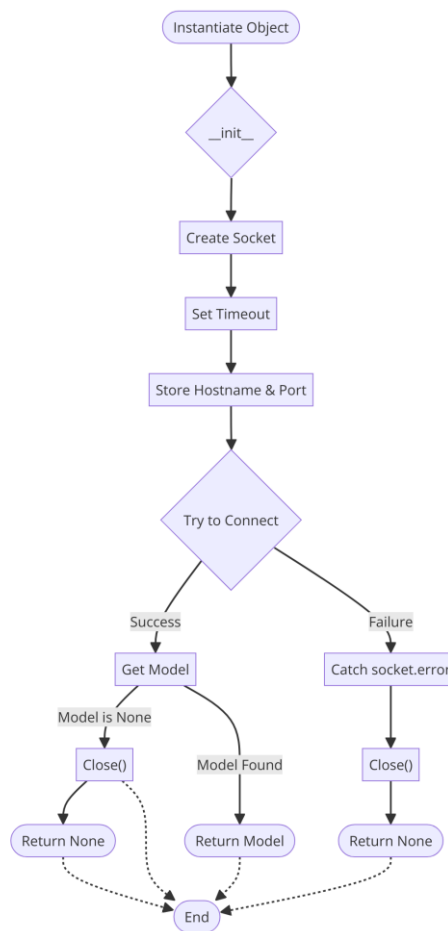 Instantiate Object
__init__
Create Socket
Set Timeout
Store Hostname & Port
Try to Connect
Success
Failure
Get Model
Catch socket.error
Model is None
Close()
Model Found
Close()
Return None
Return Model
Return None
End